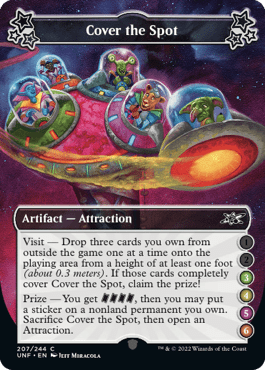 Cover the Spot
Artifact — Attraction
Visit — Drop three cards you own from
outside the game one at a time onto the
playing area from a height of at least one foot
(about 0.3 meters). If those cards completely
cover Cover the Spot, claim the prize!
Prize — You get, then you may put
a sticker on a nonland permanent you own.
Sacrifice Cover the Spot, then open an
Attraction.
1
2
3
4
5
6
207/244 C
UNF • EN Jeff Miracola
™ & © 2022 Wizards of the Coast